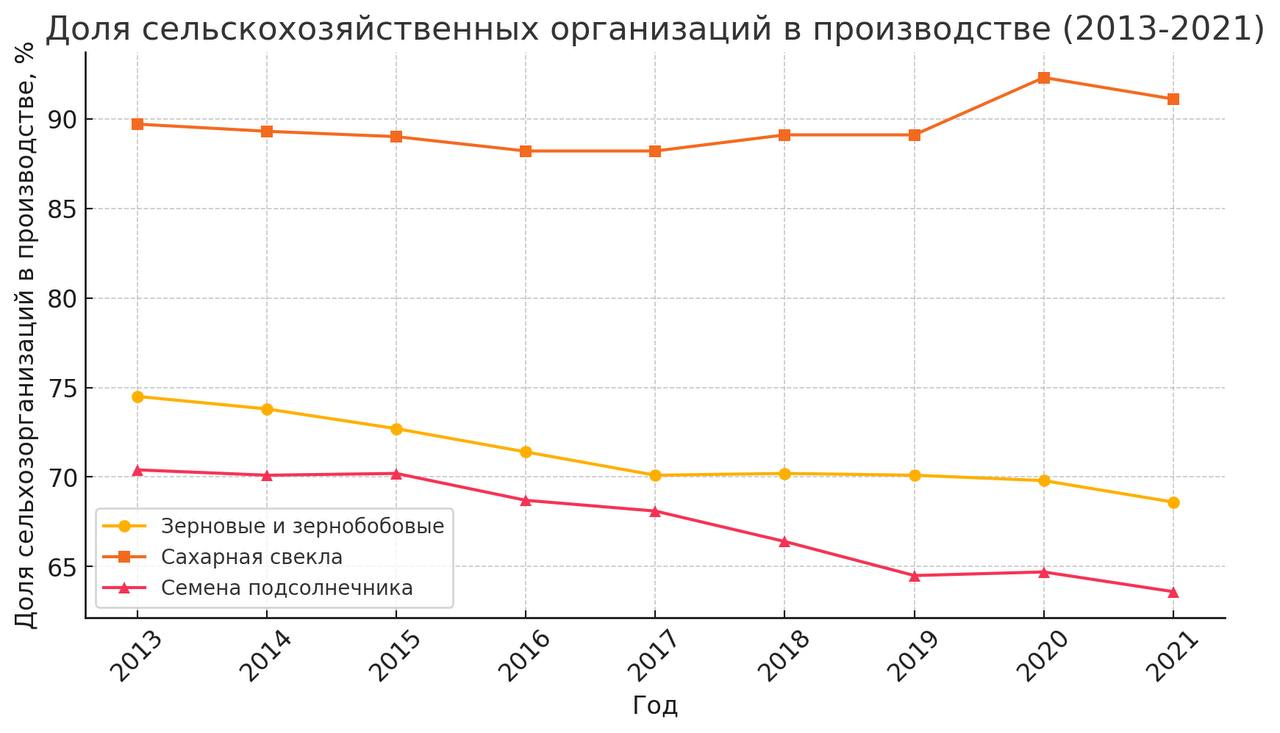 Доля сельскохозяйственных организаций в производстве (2013-2021)
Доля сельхозорганизаций в производстве, %
90
85
80
75
70
65
Зерновые и зернобобовые
Сахарная свекла
Семена подсолнечника
2013 2014 2015 2016 2017 2018 2019 2020 2021
Год